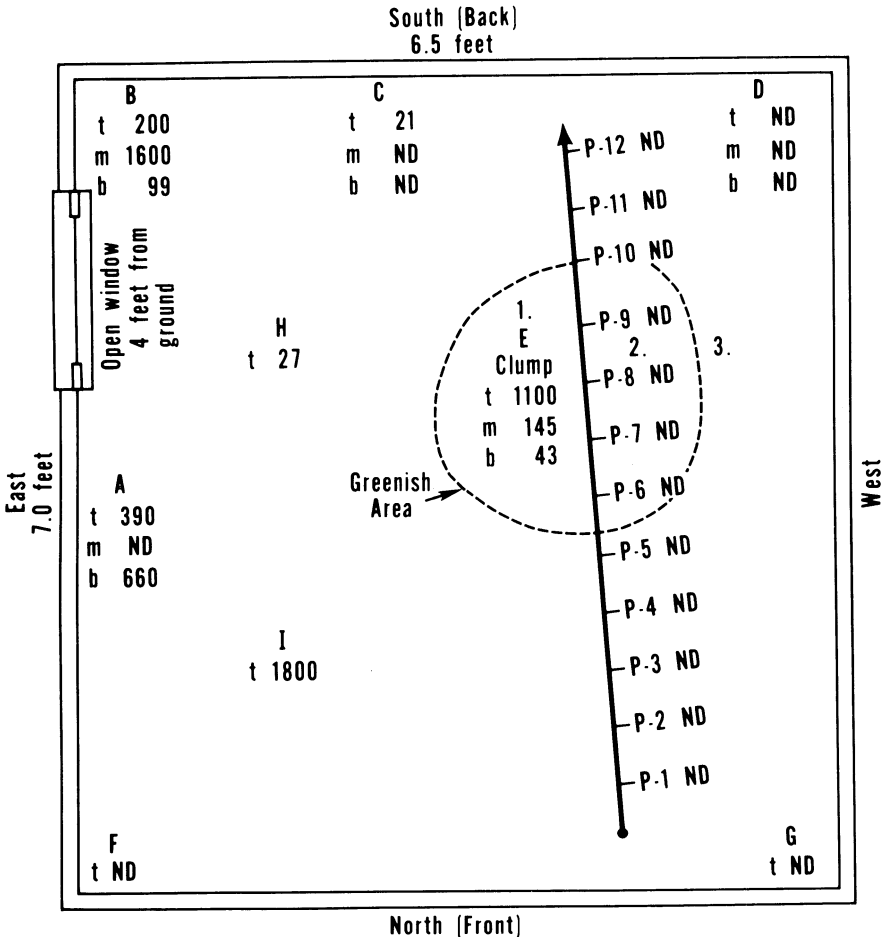 South (Back)
6.5 feet
B
t 200
m 1600
b 99
C
t 21
m ND
b ND
D
t ND
m ND
b ND
P-12 ND
P-11 ND
P-10 ND
P-9 ND
P-8 ND
P-7 ND
P-6 ND
P-5 ND
P-4 ND
P-3 ND
P-2 ND
P-1 ND
Open window
4 feet from
ground
H
t 27
1.
E
Clump
t 1100
m 145
b 43
2.
3.
Greenish
Area
East
7.0 feet
West
A
t 390
m ND
b 660
I
t 1800
F
t ND
G
t ND
North (Front)